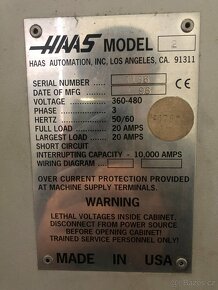 HAAS MODEL
HAAS AUTOMATION, INC, LOS ANGELES, CA. 91311
SERIAL NUMBER
DATE OF MFG
VOLTAGE 360-480
PHASE 3
HERTZ 50/60
FULL LOAD 20 AMPS
LARGEST LOAD 20 AMPS
SHORT CIRCUIT
INTERRUPTING CAPACITY - 10,000 AMPS
WIRING DIAGRAM
OVER CURRENT PROTECTION PROVIDED
AT MACHINE SUPPLY TERMINALS
WARNING
LETHAL VOLTAGES INSIDE CABINET.
DISCONNECT FROM POWER SOURCE
BEFORE OPENING!
TRAINED SERVICE PERSONNEL ONLY!
MADE IN USA